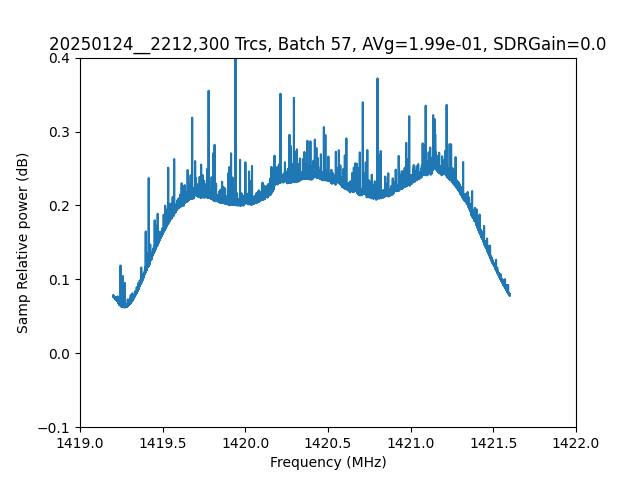 20250124__2212,300 Trcs, Batch 57, AVg=1.99e-01, SDRGain=0.0
0.4
0.3
0.2
0.1
0.0
−0.1
Samp Relative power (dB)
1419.0 1419.5 1420.0 1420.5 1421.0 1421.5 1422.0
Frequency (MHz)